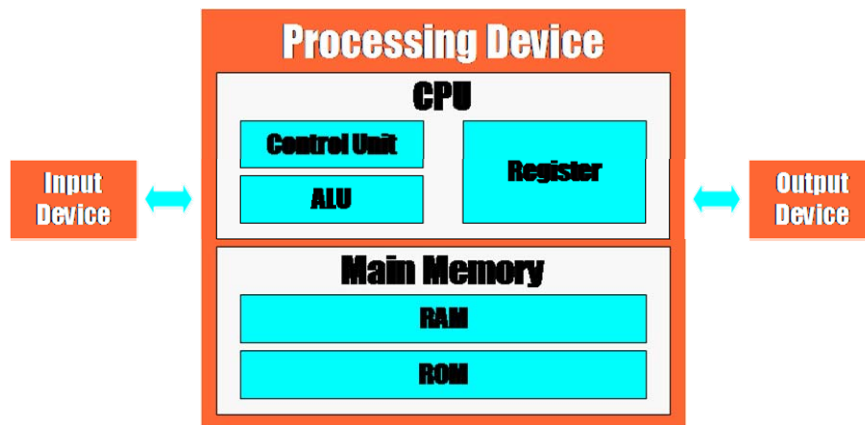 Processing Device
CPU
Control Unit
ALU
Register
Input
Device
Output
Device
Main Memory
RAM
ROM